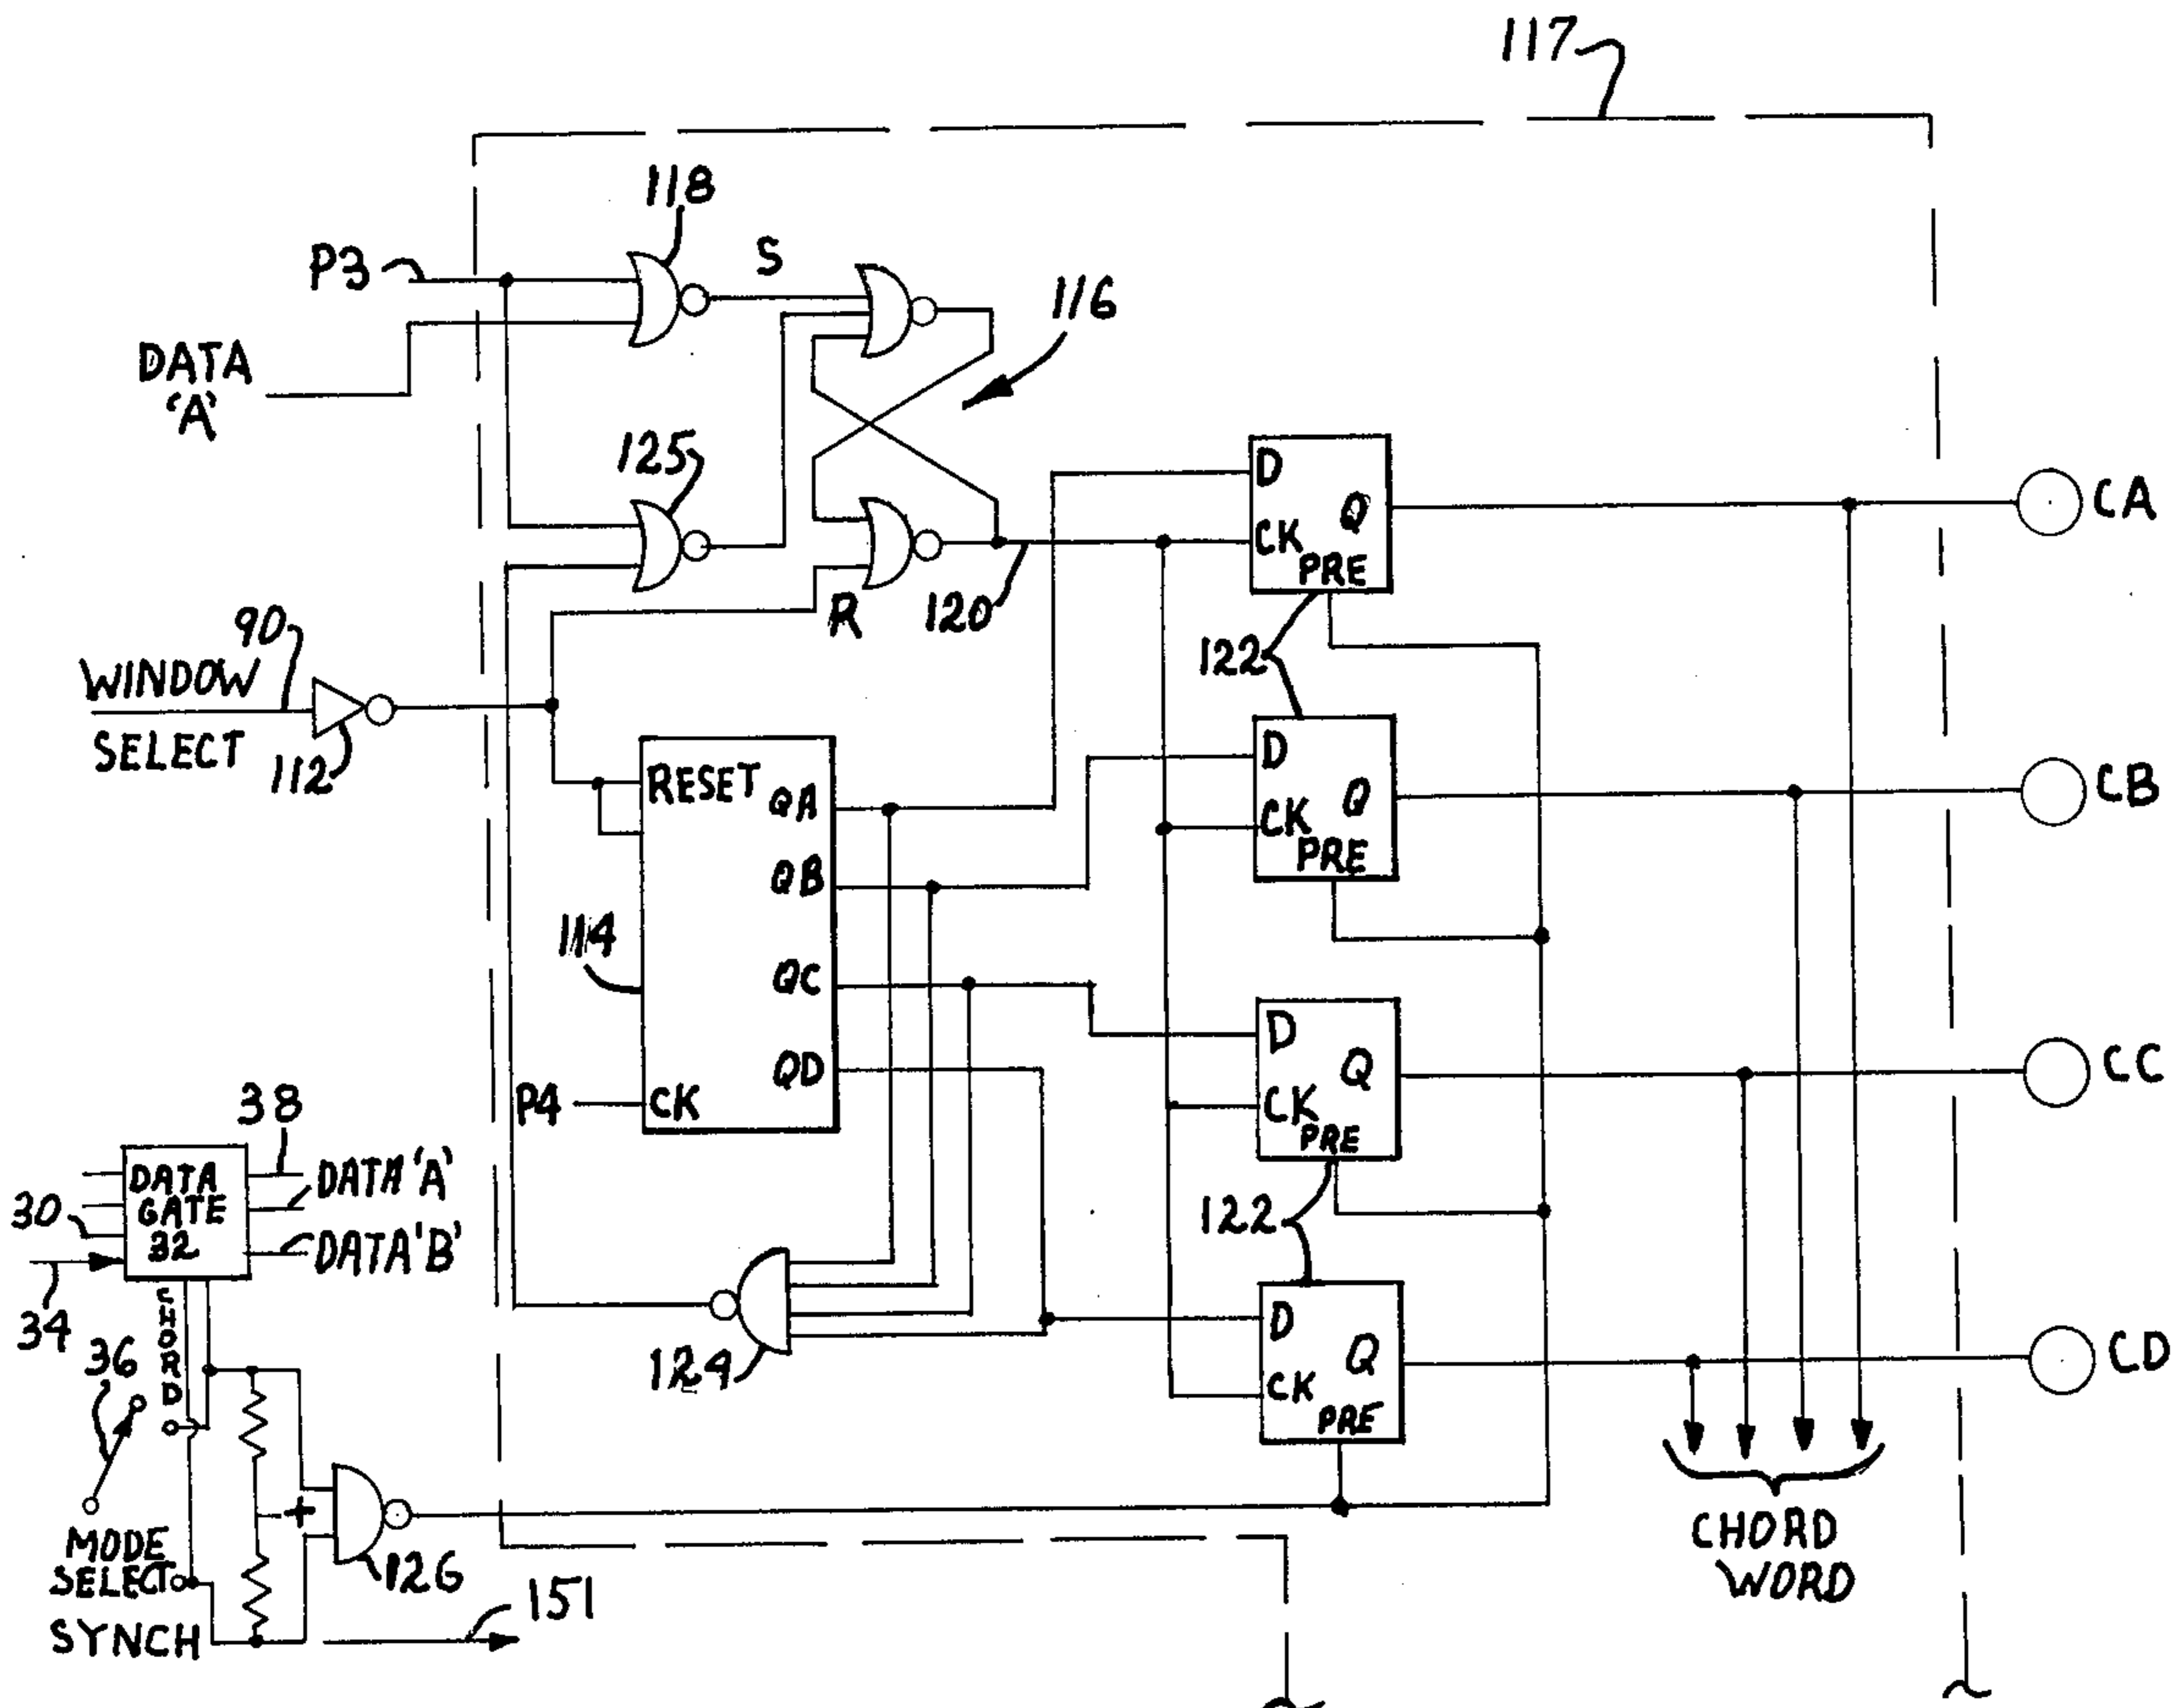 117
118
P3
S
116
DATA
'A'
125
D
CK
Q
PRE
CA
R
120
90
WINDOW
SELECT
112
122
D
CK
Q
PRE
CB
RESET
QA
QB
114
QC
QD
P4
CK
D
CK
Q
PRE
CC
38
DATA
GATE
32
DATA 'A'
30
DATA 'B'
34
CHORD
36
122
D
CK
Q
PRE
CD
124
+
126
MODE
SELECT
SYNCH
151
CHORD
WORD